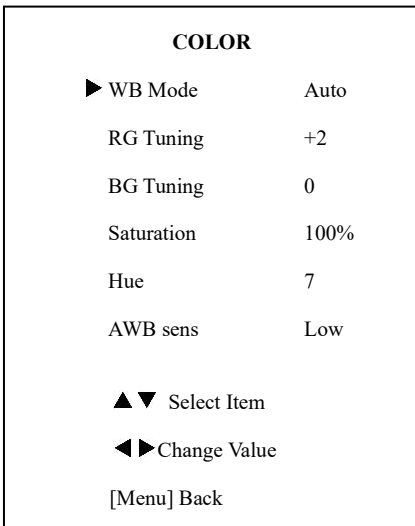 COLOR
▶ WB Mode Auto
RG Tuning +2
BG Tuning 0
Saturation 100%
Hue 7
AWB sens Low
▲▼ Select Item
◀▶Change Value
[Menu] Back